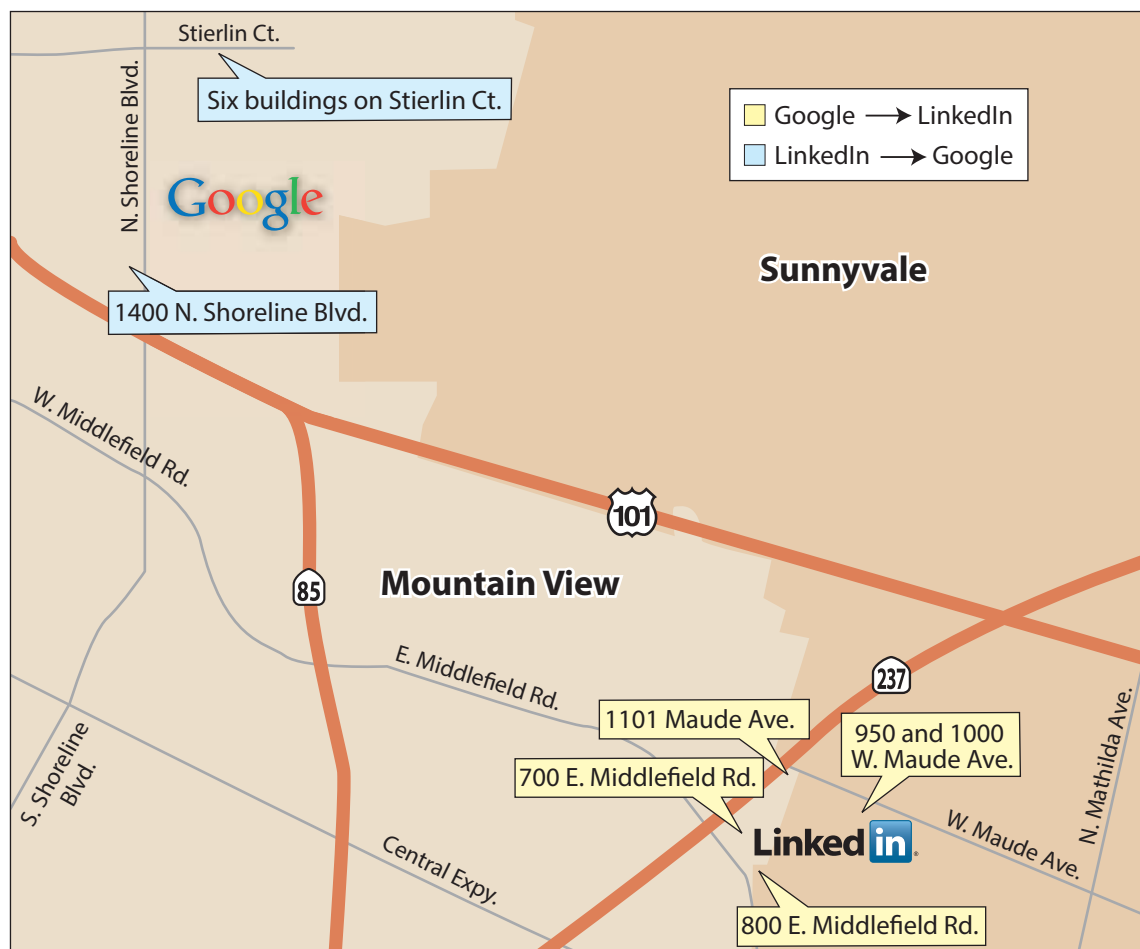 Stierlin Ct.
Six buildings on Stierlin Ct.
N. Shoreline Blvd.
Google → LinkedIn
LinkedIn → Google
Google
Sunnyvale
1400 N. Shoreline Blvd.
W. Middlefield Rd.
101
85
Mountain View
E. Middlefield Rd.
237
1101 Maude Ave.
950 and 1000
W. Maude Ave.
700 E. Middlefield Rd.
S. Shoreline
Blvd.
N. Mathilda Ave.
Linked in®
W. Maude Ave.
Central Expy.
800 E. Middlefield Rd.